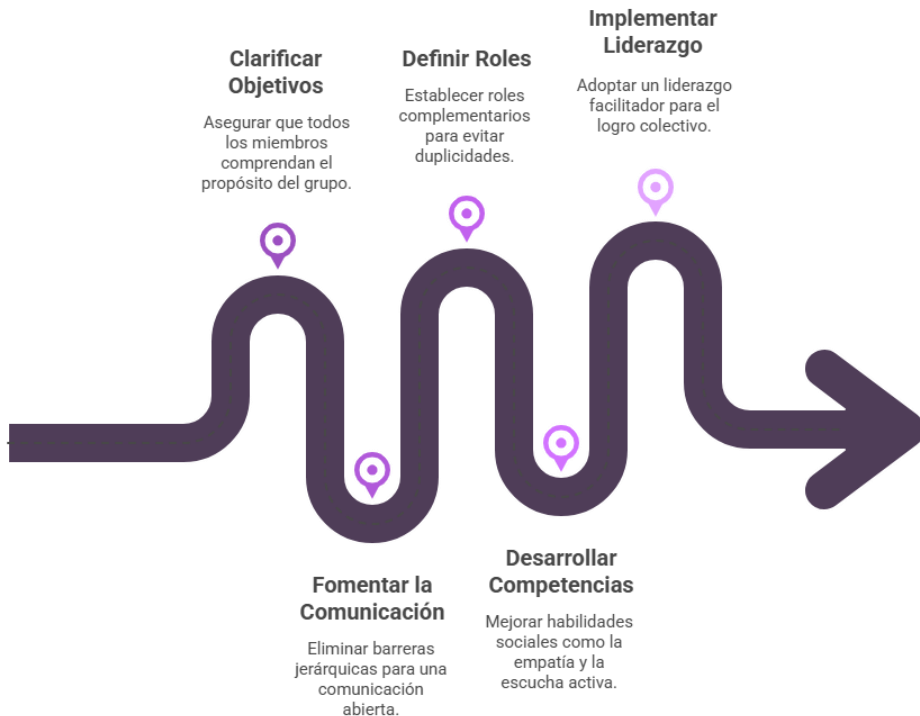 Clarificar
Objetivos
Asegurar que todos
los miembros
comprendan el
propósito del grupo.
Fomentar la
Comunicación
Eliminar barreras
jerárquicas para una
comunicación
abierta.
Definir Roles
Establecer roles
complementarios
para evitar
duplicidades.
Desarrollar
Competencias
Mejorar habilidades
sociales como la
empatía y la
escucha activa.
Implementar
Liderazgo
Adoptar un liderazgo
facilitador para el
logro colectivo.